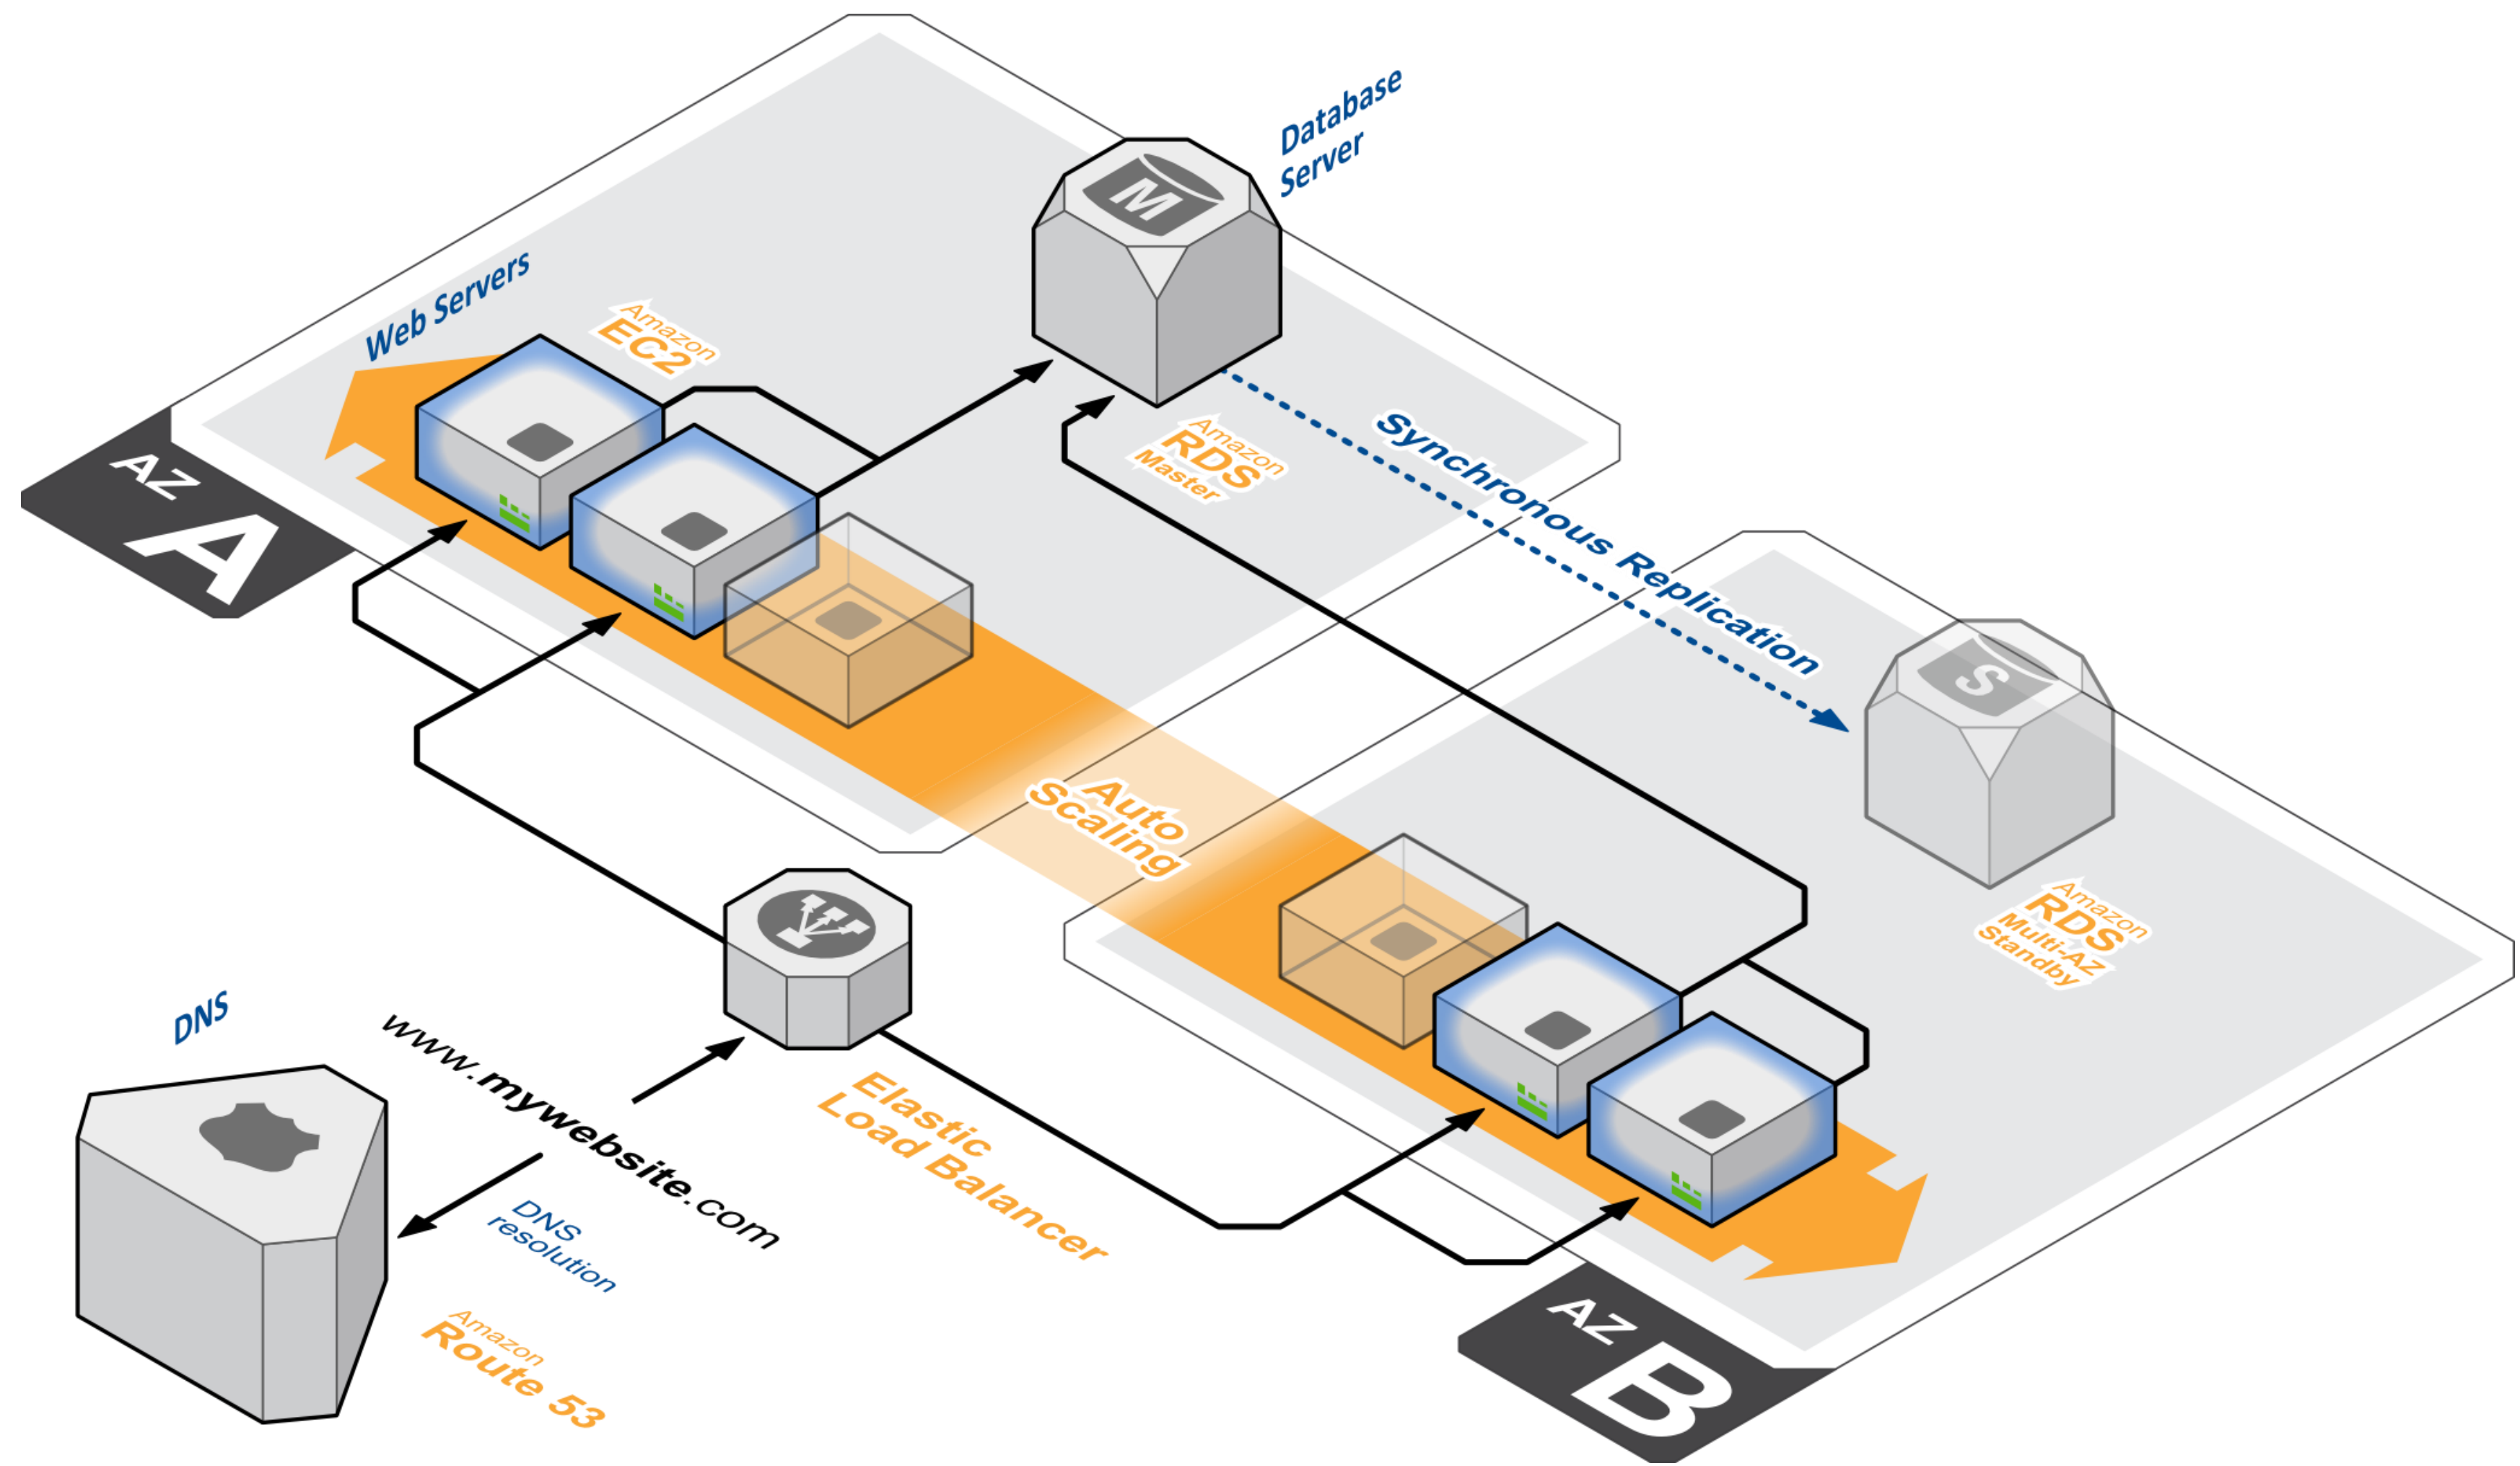 Database
Server
M
Web Servers
Amazon
EC2
AZ
A
Amazon
RDS
Master
Synchronous Replication
S
Auto
Scaling
Amazon
RDS
Multi-AZ
Standby
DNS
www.mywebsite.com
Elastic
Load Balancer
DNS
resolution
Amazon
Route 53
AZ
B